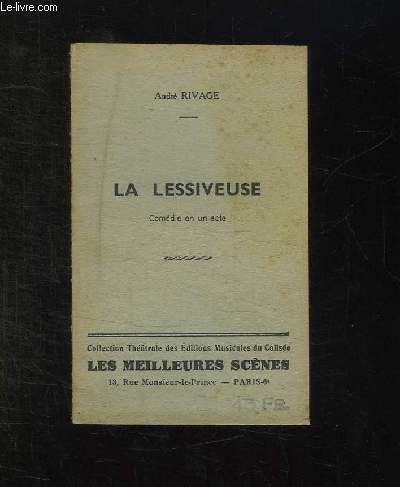 Le-livre.com
André RIVAGE
LA LESSIVEUSE
Comédie en un acte
Collection Théâtrale des Éditions Musicales du Colisée
LES MEILLEURES SCÈNES
13, Rue Monsieur-le-Prince — PARIS-6e